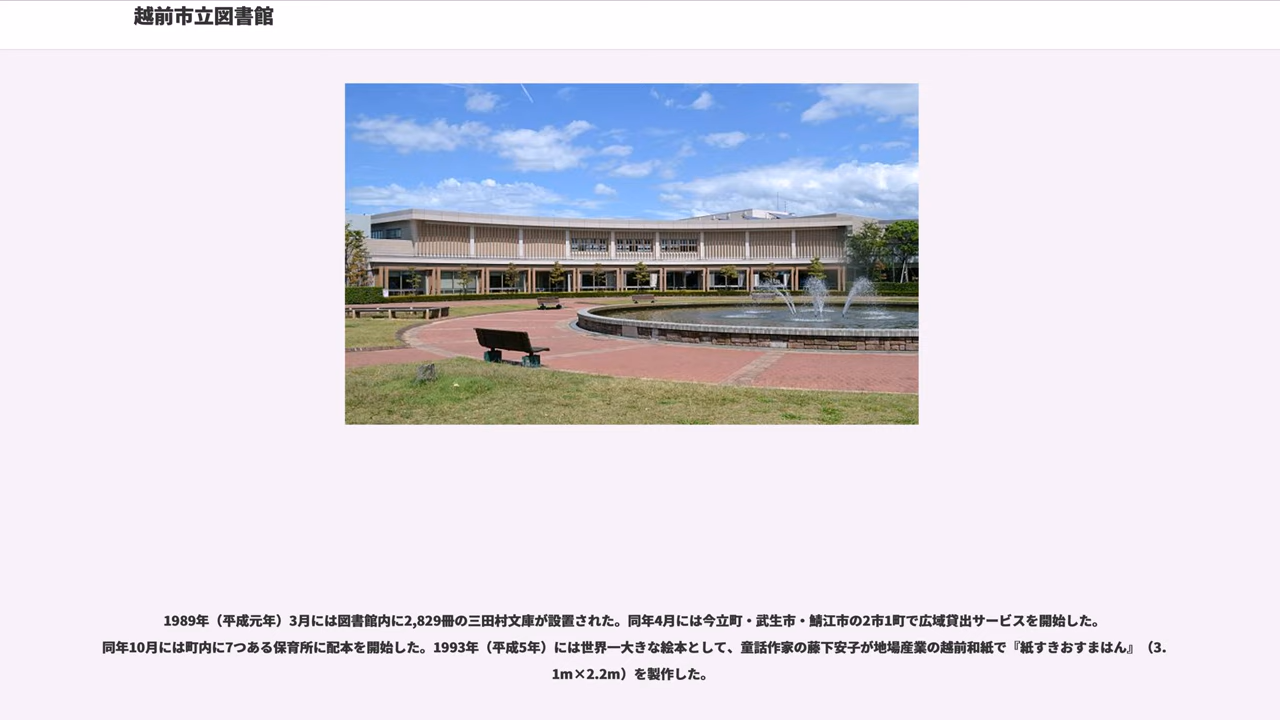 越前市立図書館
1989年（平成元年）3月には図書館内に2,829冊の三田村文庫が設置された。同年4月には今立町・武生市・鯖江市の2市1町で広域貸出サービスを開始した。
同年10月には町内に7つある保育所に配本を開始した。1993年（平成5年）には世界一大きな絵本として、童話作家の藤下安子が地場産業の越前和紙で『紙すきおすまはん』（3.
1m×2.2m）を製作した。